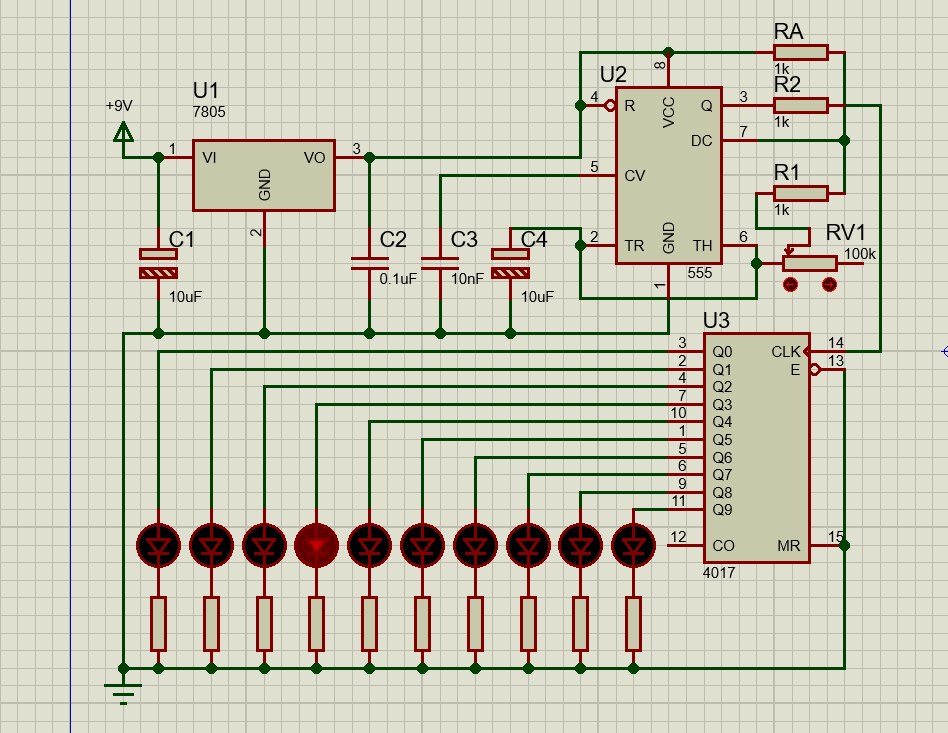 +9V
U1
7805
1
VI
VO
3
GND
2
C1
10uF
C2
0.1uF
C3
10nF
C4
10uF
U2
8
4
R
VCC
Q
3
DC
7
5
CV
2
TR
GND
TH
6
1
555
RA
1k
R2
1k
R1
1k
RV1
100k
U3
3
Q0
CLK
14
2
Q1
E
13
4
Q2
7
Q3
10
Q4
1
Q5
5
Q6
6
Q7
9
Q8
11
Q9
12
CO
MR
15
4017